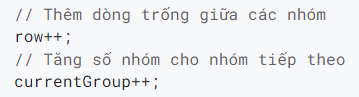 // Thêm dòng trống giữa các nhóm
row++;
// Tăng số nhóm cho nhóm tiếp theo
currentGroup++;